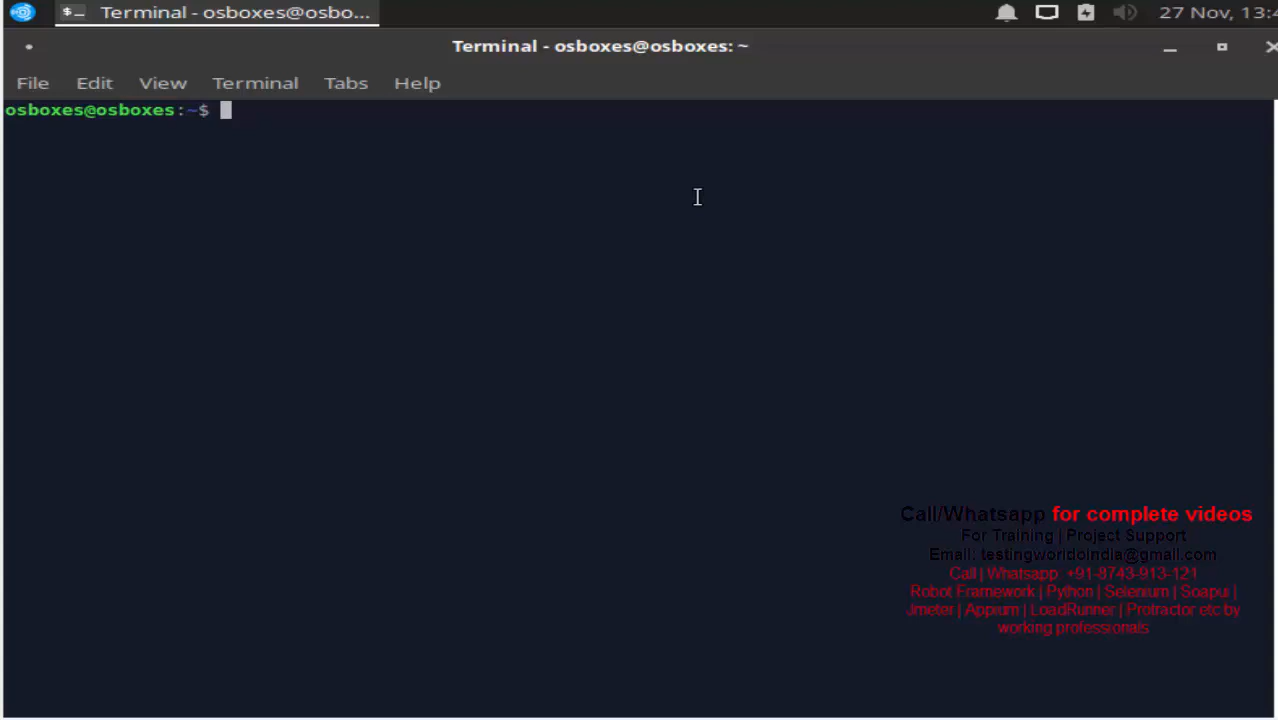 Terminal - osboxes@osbo...
27 Nov, 13:4
Terminal - osboxes@osboxes: ~
File Edit View Terminal Tabs Help
osboxes@osboxes:~$
Call/Whatsapp for complete videos
For Training | Project Support
Email: testingworldoindia@gmail.com
Call | Whatsapp: +91-8743-913-121
Robot Framework | Python | Selenium | Soapui |
Jmeter | Appium | LoadRunner | Protractor etc by
working professionals